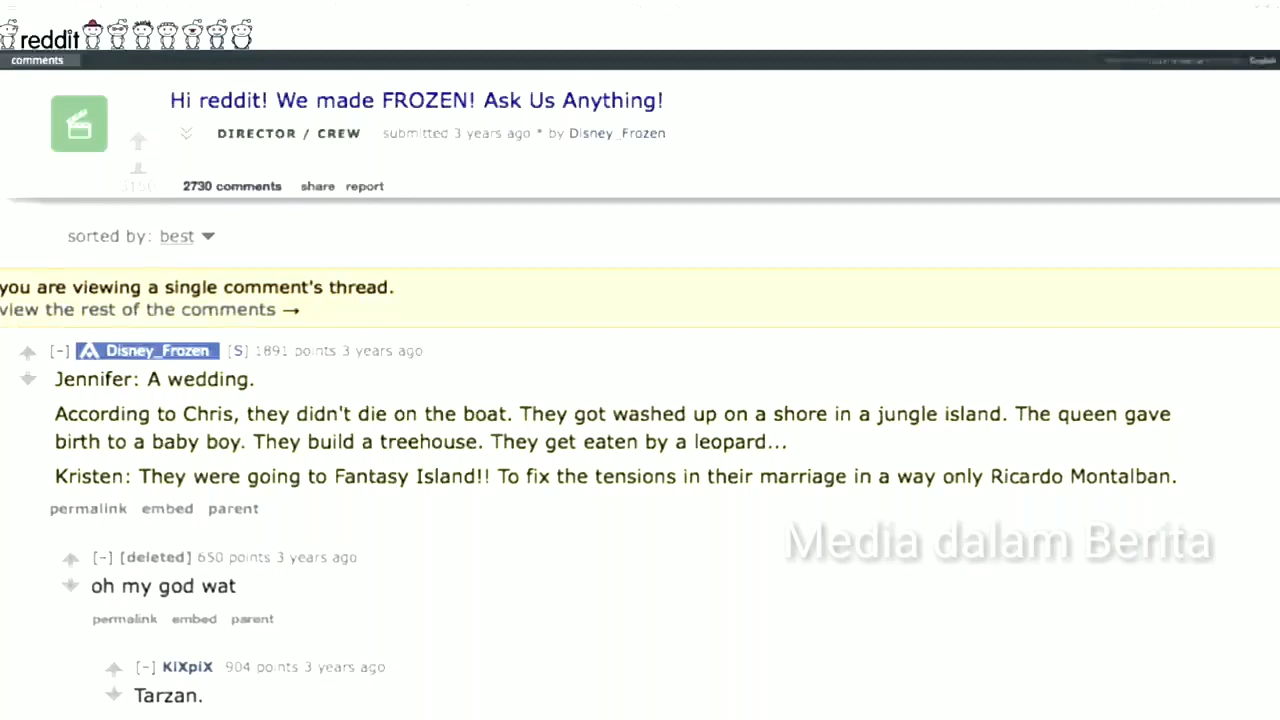 reddit
comments
English
Hi reddit! We made FROZEN! Ask Us Anything!
DIRECTOR / CREW submitted 3 years ago * by Disney_Frozen
3150
2730 comments share report
sorted by: best
you are viewing a single comment's thread.
view the rest of the comments →
[-] Disney_Frozen [S] 1891 points 3 years ago
Jennifer: A wedding.
According to Chris, they didn't die on the boat. They got washed up on a shore in a jungle island. The queen gave
birth to a baby boy. They build a treehouse. They get eaten by a leopard...
Kristen: They were going to Fantasy Island!! To fix the tensions in their marriage in a way only Ricardo Montalban.
permalink embed parent
Media dalam Berita
[-] [deleted] 650 points 3 years ago
oh my god wat
permalink embed parent
[-] KiXpiX 904 points 3 years ago
Tarzan.